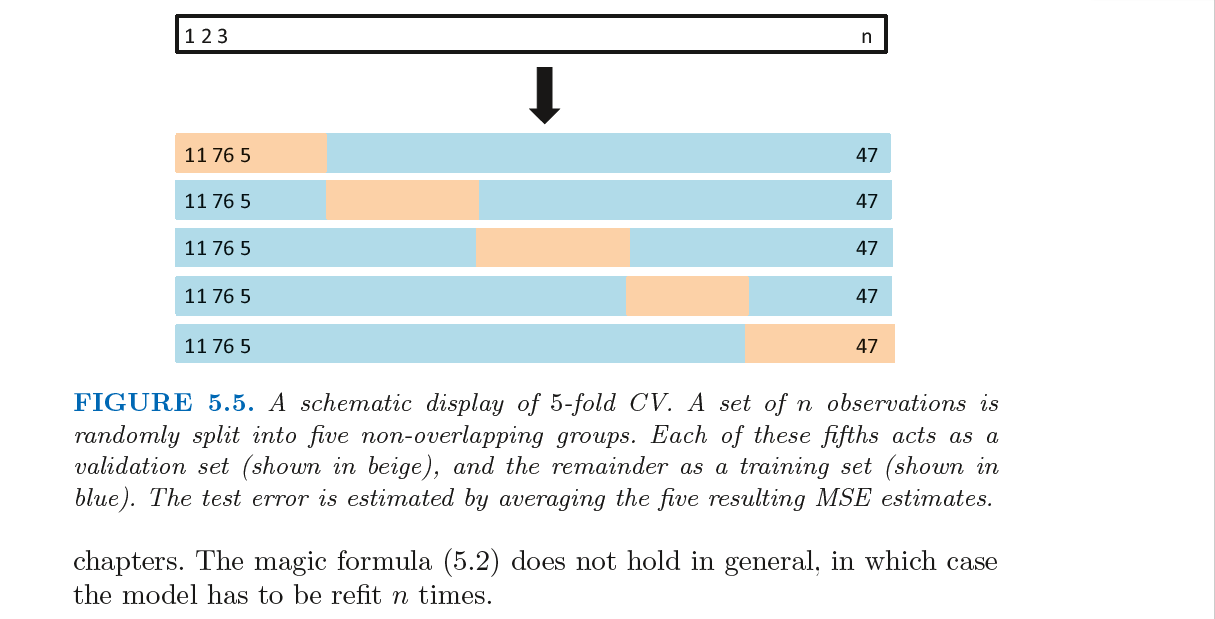 1 2 3 n
11 76 5 47
11 76 5 47
11 76 5 47
11 76 5 47
11 76 5 47
FIGURE 5.5. A schematic display of 5-fold CV. A set of n observations is
randomly split into five non-overlapping groups. Each of these fifths acts as a
validation set (shown in beige), and the remainder as a training set (shown in
blue). The test error is estimated by averaging the five resulting MSE estimates.
chapters. The magic formula (5.2) does not hold in general, in which case
the model has to be refit n times.